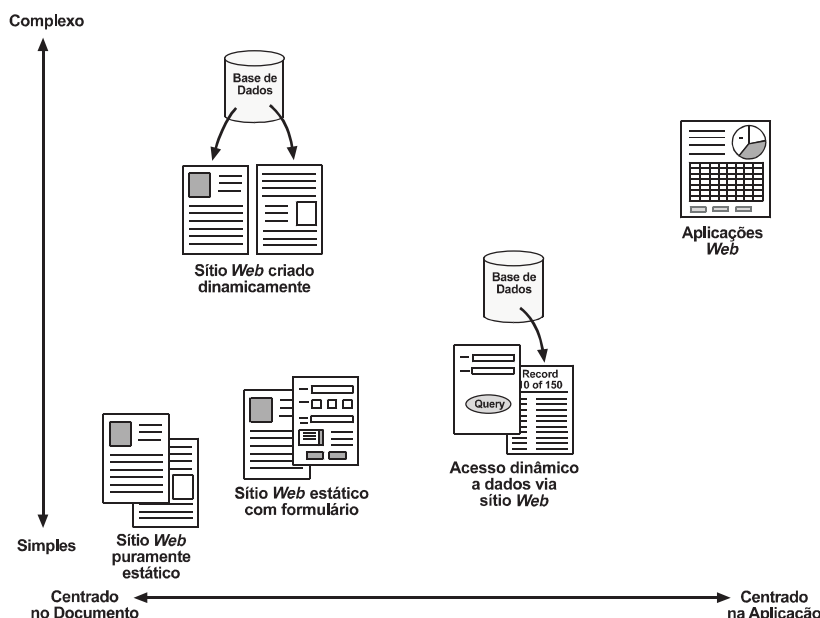 Complexo
Base de
Dados
Sítio Web criado
dinamicamente
Aplicações
Web
Base de
Dados
Record
10 of 150
Query
Acesso dinâmico
a dados via
sítio Web
Sítio Web estático
com formulário
Sítio Web
puramente
estático
Simples
Centrado
no Documento
Centrado
na Aplicação